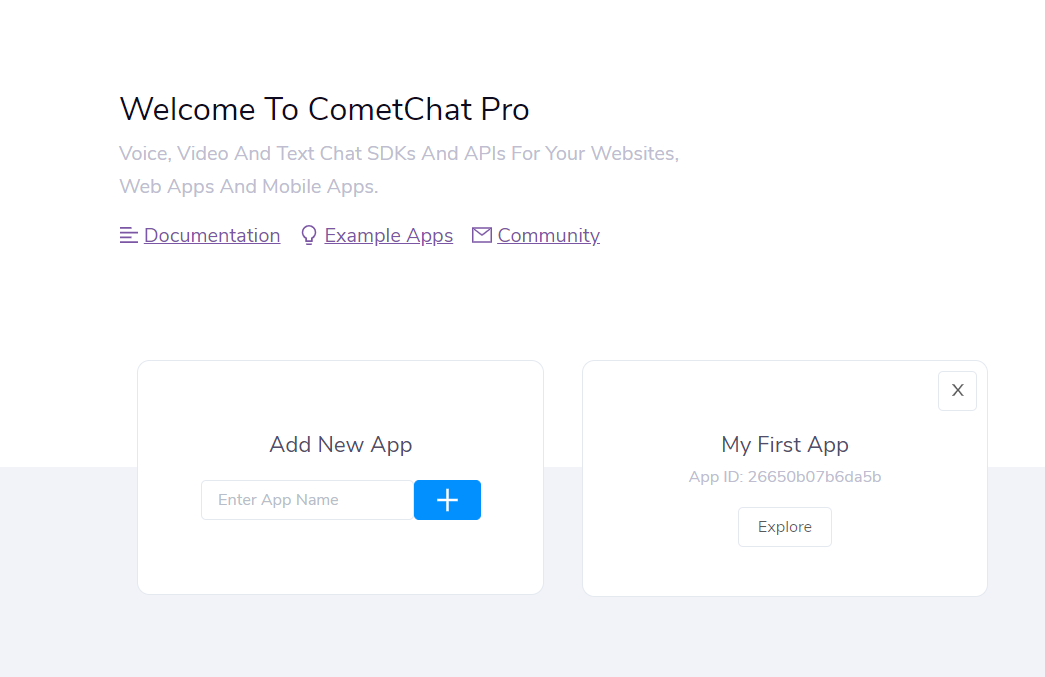 Welcome To CometChat Pro
Voice, Video And Text Chat SDKs And APIs For Your Websites,
Web Apps And Mobile Apps.
Documentation Example Apps Community
Add New App
Enter App Name
X
My First App
App ID: 26650b07b6da5b
Explore